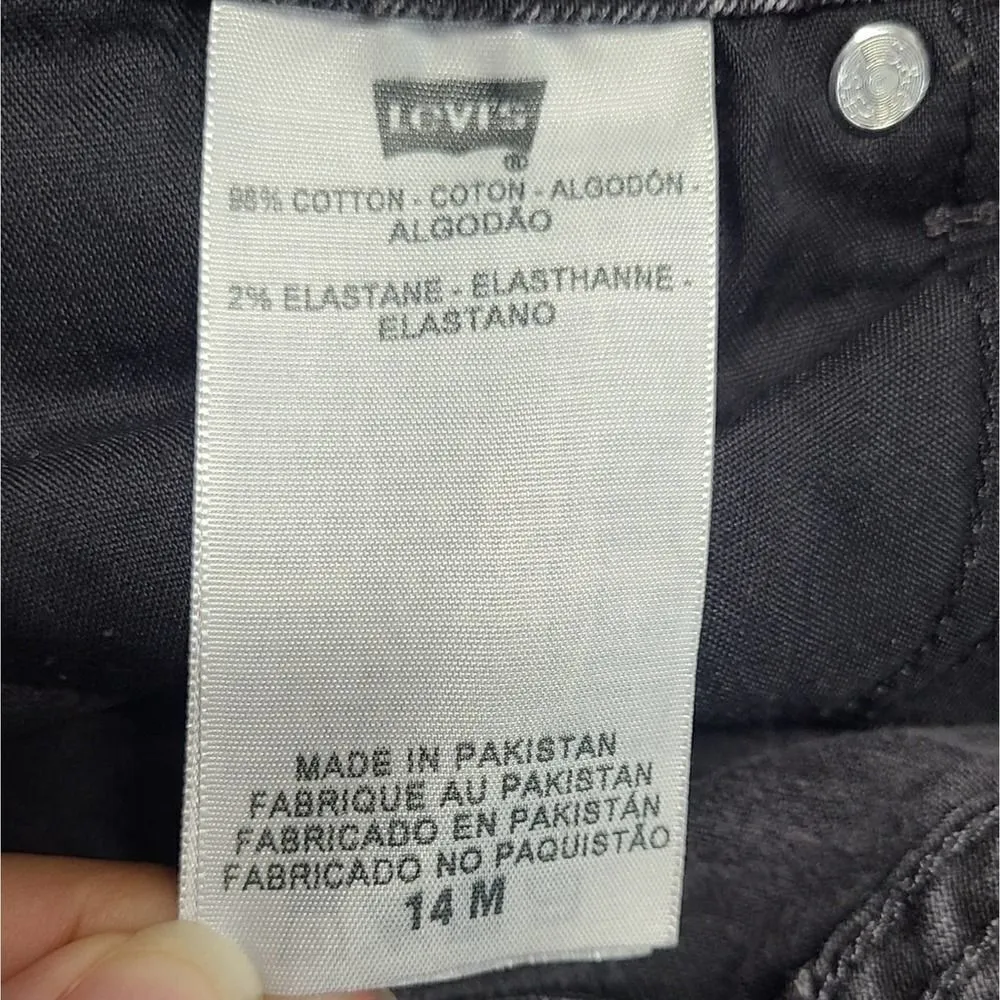 Levi's
®
98% COTTON - COTON - ALGODÓN -
ALGODÃO
2% ELASTANE - ELASTHANNE -
ELASTANO
MADE IN PAKISTAN
FABRIQUE AU PAKISTAN
FABRICADO EN PAKISTÁN
FABRICADO NO PAQUISTÃO
14 M